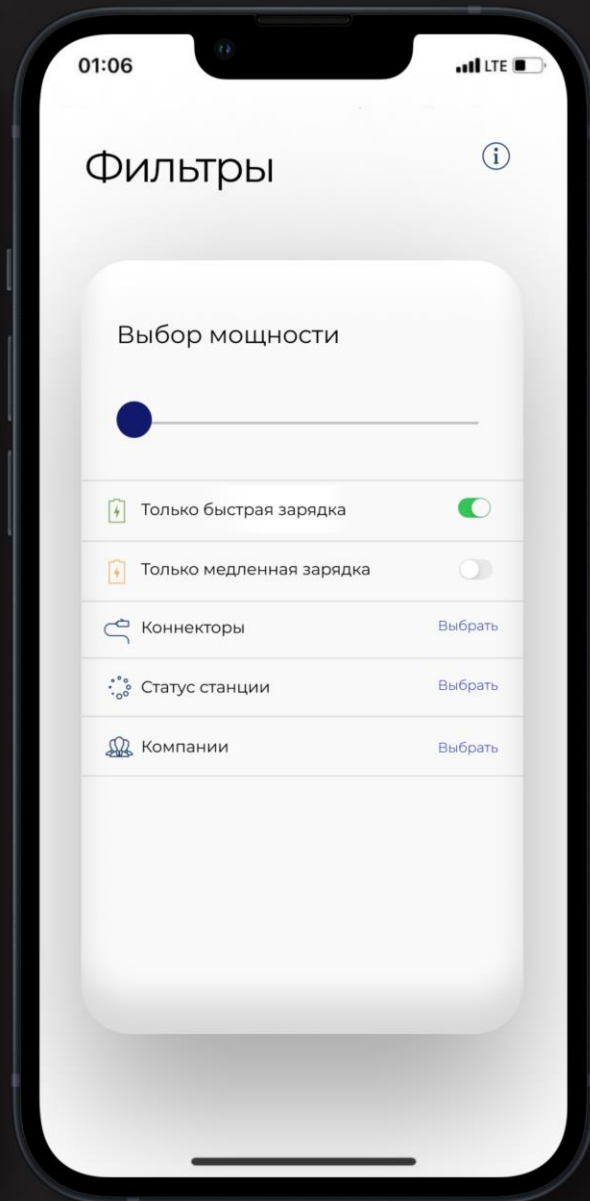 01:06
LTE
Фильтры
i
Выбор мощности
Только быстрая зарядка
Только медленная зарядка
Коннекторы Выбрать
Статус станции Выбрать
Компании Выбрать